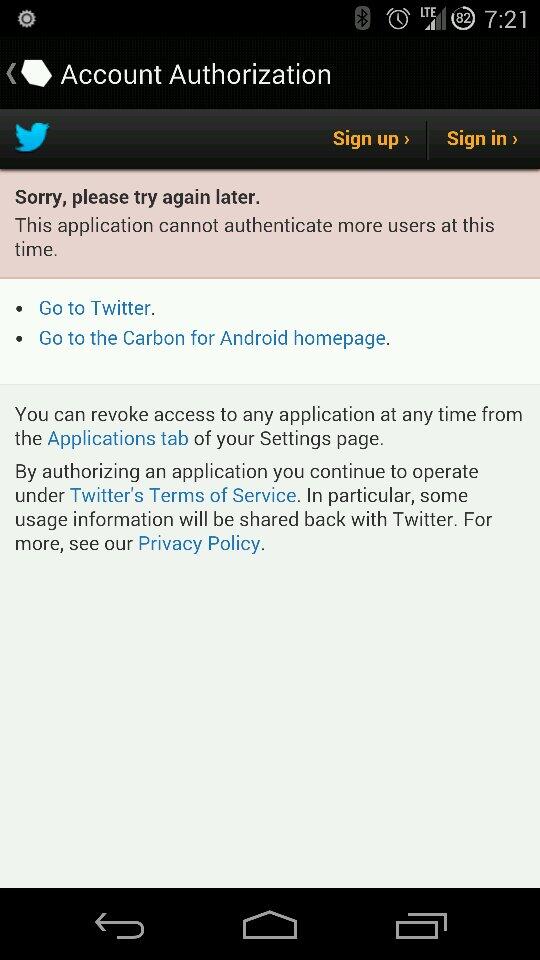 LTE 82 7:21
Account Authorization
Sign up › Sign in ›
Sorry, please try again later.
This application cannot authenticate more users at this
time.
• Go to Twitter.
• Go to the Carbon for Android homepage.
You can revoke access to any application at any time from
the Applications tab of your Settings page.
By authorizing an application you continue to operate
under Twitter's Terms of Service. In particular, some
usage information will be shared back with Twitter. For
more, see our Privacy Policy.